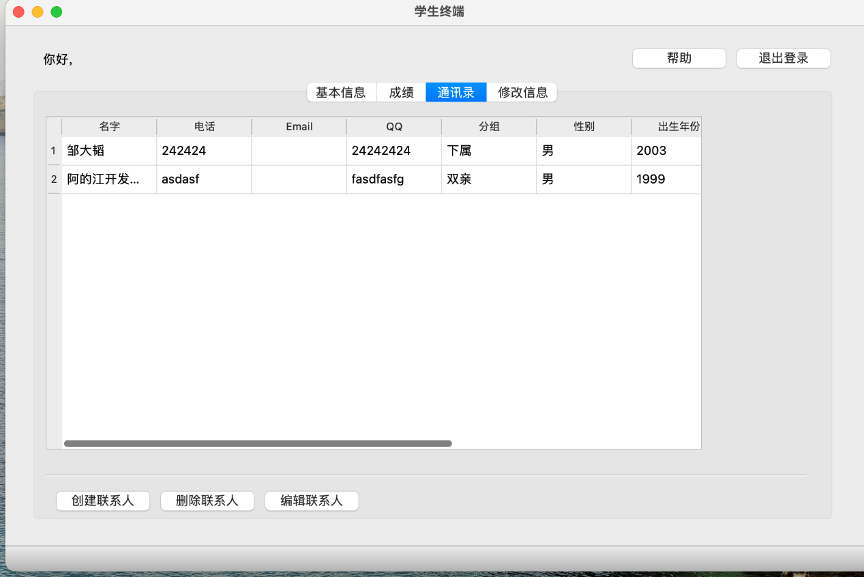 学生终端
你好,
帮助 退出登录
基本信息 成绩 通讯录 修改信息
名字 电话 Email QQ 分组 性别 出生年份
1 邹大韬 242424 24242424 下属 男 2003
2 阿的江开发... asdasf fasdfasfg 双亲 男 1999
创建联系人 删除联系人 编辑联系人